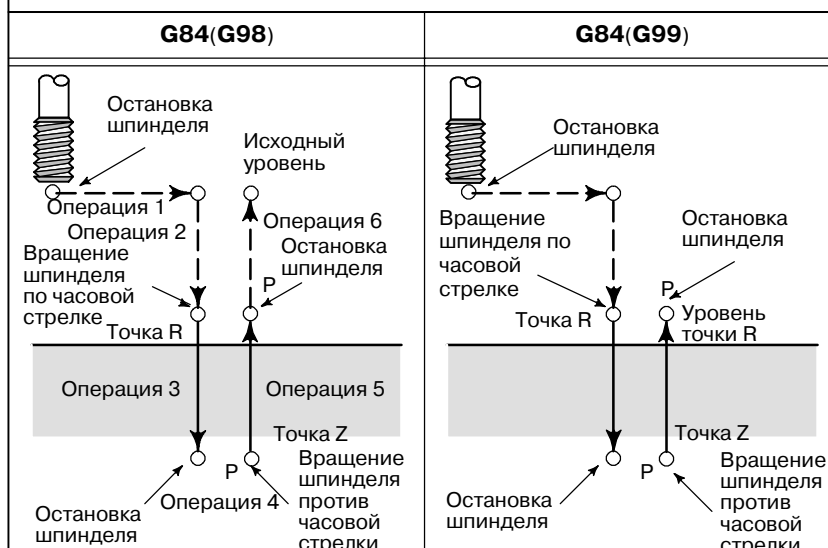 G84(G98)
G84(G99)
Остановка
шпинделя
Исходный
уровень
Операция 1
Операция 2
Операция 6
Вращение
шпинделя
по часовой
стрелке
Остановка
шпинделя
P
Точка R
Операция 3
Операция 5
Точка Z
P
Операция 4
Остановка
шпинделя
Вращение
шпинделя
против
часовой
стрелки
Остановка
шпинделя
Вращение
шпинделя по
часовой
стрелке
Остановка
шпинделя
P
Точка R
Уровень
точки R
Точка Z
P
Остановка
шпинделя
Вращение
шпинделя
против
часовой
стрелки